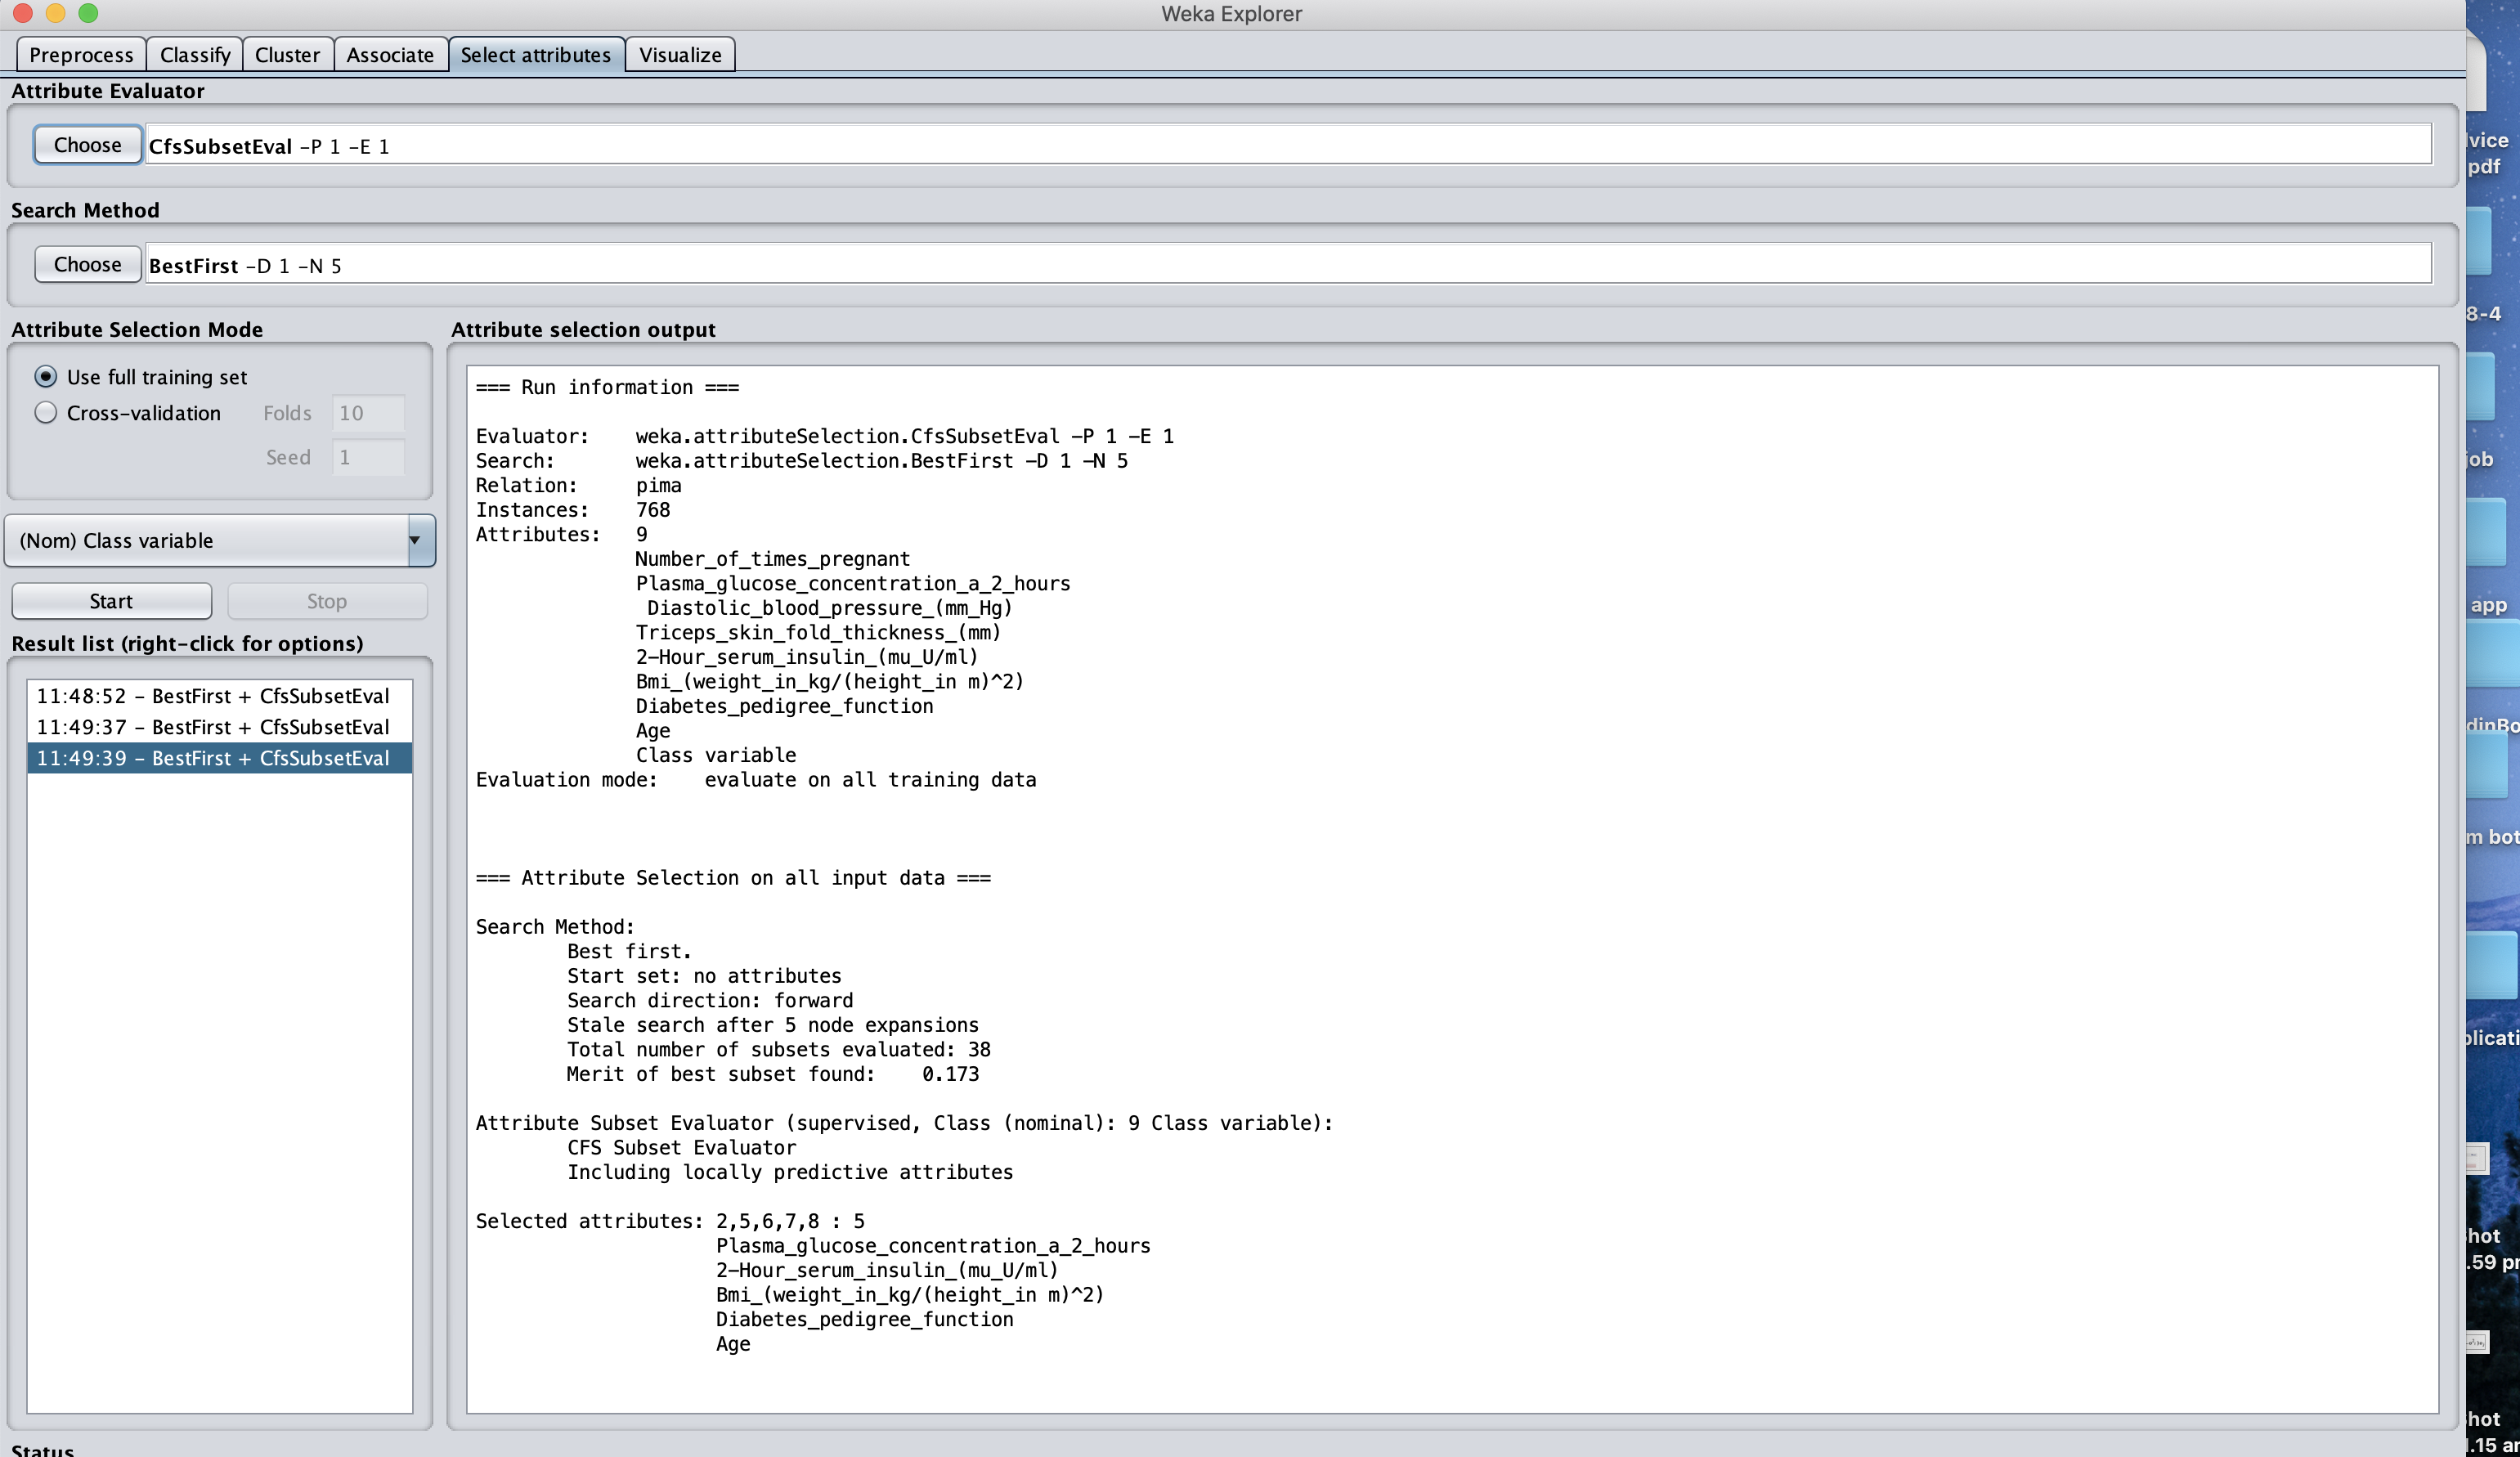 Weka Explorer
Preprocess Classify Cluster Associate Select attributes Visualize
Attribute Evaluator
Choose CfsSubsetEval -P 1 -E 1
Search Method
Choose BestFirst -D 1 -N 5
Attribute Selection Mode
Use full training set
Cross-validation Folds 10
Seed 1
(Nom) Class variable
Start Stop
Result list (right-click for options)
11:48:52 - BestFirst + CfsSubsetEval
11:49:37 - BestFirst + CfsSubsetEval
11:49:39 - BestFirst + CfsSubsetEval
Attribute selection output
=== Run information ===
Evaluator: weka.attributeSelection.CfsSubsetEval -P 1 -E 1
Search: weka.attributeSelection.BestFirst -D 1 -N 5
Relation: pima
Instances: 768
Attributes: 9
Number_of_times_pregnant
Plasma_glucose_concentration_a_2_hours
Diastolic_blood_pressure_(mm_Hg)
Triceps_skin_fold_thickness_(mm)
2-Hour_serum_insulin_(mu_U/ml)
Bmi_(weight_in_kg/(height_in m)^2)
Diabetes_pedigree_function
Age
Class variable
Evaluation mode: evaluate on all training data
=== Attribute Selection on all input data ===
Search Method:
Best first.
Start set: no attributes
Search direction: forward
Stale search after 5 node expansions
Total number of subsets evaluated: 38
Merit of best subset found: 0.173
Attribute Subset Evaluator (supervised, Class (nominal): 9 Class variable):
CFS Subset Evaluator
Including locally predictive attributes
Selected attributes: 2,5,6,7,8 : 5
Plasma_glucose_concentration_a_2_hours
2-Hour_serum_insulin_(mu_U/ml)
Bmi_(weight_in_kg/(height_in m)^2)
Diabetes_pedigree_function
Age
Status
pdf
8-4
job
app